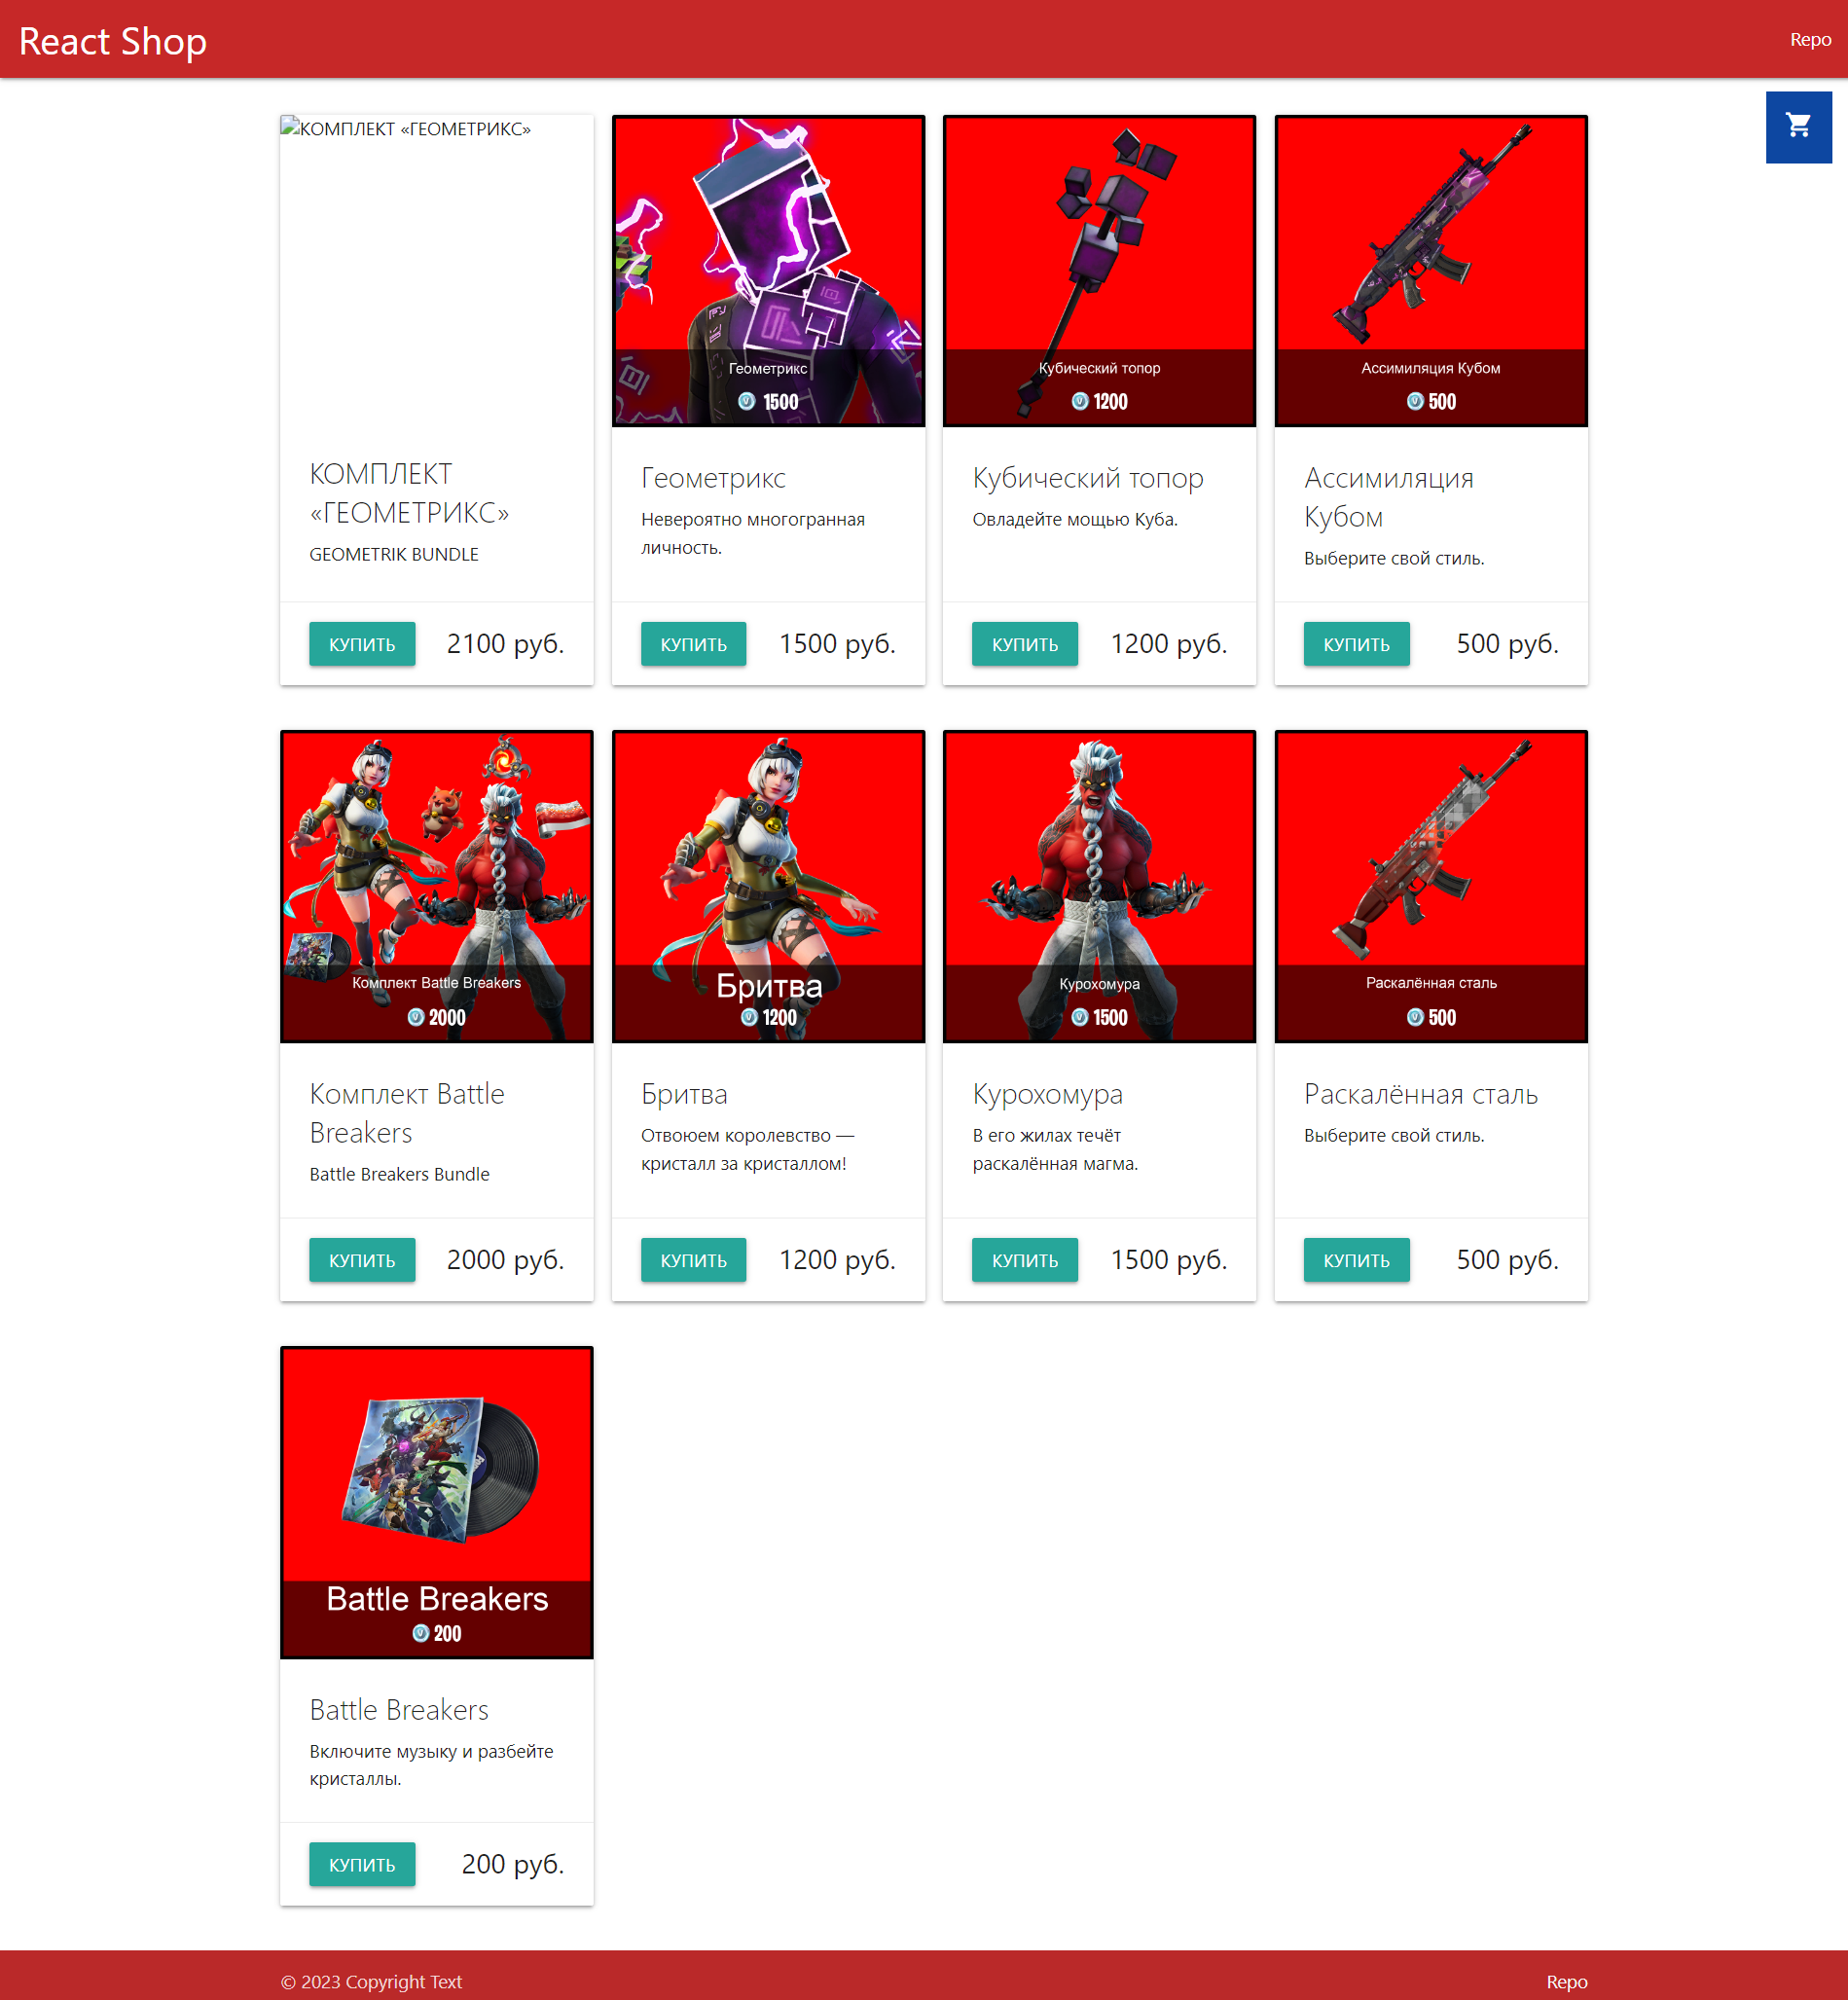 React Shop
Repo
КОМПЛЕКТ «ГЕОМЕТРИКС»
КОМПЛЕКТ
«ГЕОМЕТРИКС»
GEOMETRIK BUNDLE
КУПИТЬ
2100 руб.
Геометрикс
1500
Геометрикс
Невероятно многогранная
личность.
КУПИТЬ
1500 руб.
Кубический топор
1200
Кубический топор
Овладейте мощью Куба.
КУПИТЬ
1200 руб.
Ассимиляция Кубом
500
Ассимиляция
Кубом
Выберите свой стиль.
КУПИТЬ
500 руб.
Комплект Battle Breakers
2000
Комплект Battle
Breakers
Battle Breakers Bundle
КУПИТЬ
2000 руб.
Бритва
1200
Бритва
Отвоюем королевство —
кристалл за кристаллом!
КУПИТЬ
1200 руб.
Курохомура
1500
Курохомура
В его жилах течёт
раскалённая магма.
КУПИТЬ
1500 руб.
Раскалённая сталь
500
Раскалённая сталь
Выберите свой стиль.
КУПИТЬ
500 руб.
Battle Breakers
200
Battle Breakers
Включите музыку и разбейте
кристаллы.
КУПИТЬ
200 руб.
© 2023 Copyright Text
Repo